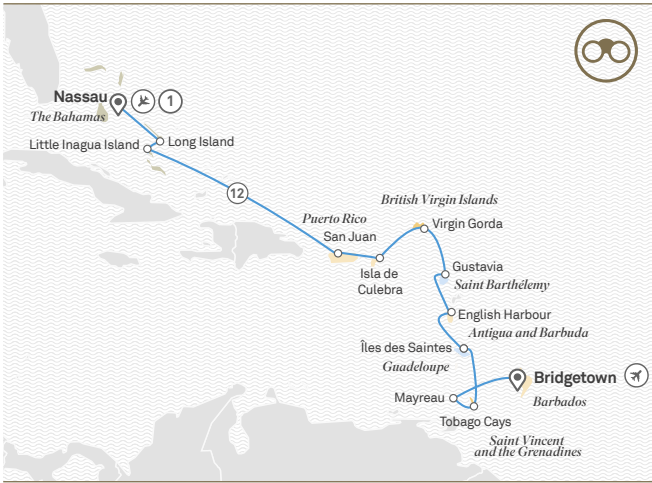 Nassau
1
The Bahamas
Little Inagua Island
Long Island
12
British Virgin Islands
Puerto Rico
Virgin Gorda
San Juan
Isla de
Culebra
Gustavia
Saint Barthélemy
English Harbour
Antigua and Barbuda
Îles des Saintes
Guadeloupe
Bridgetown
Mayreau
Barbados
Tobago Cays
Saint Vincent
and the Grenadines